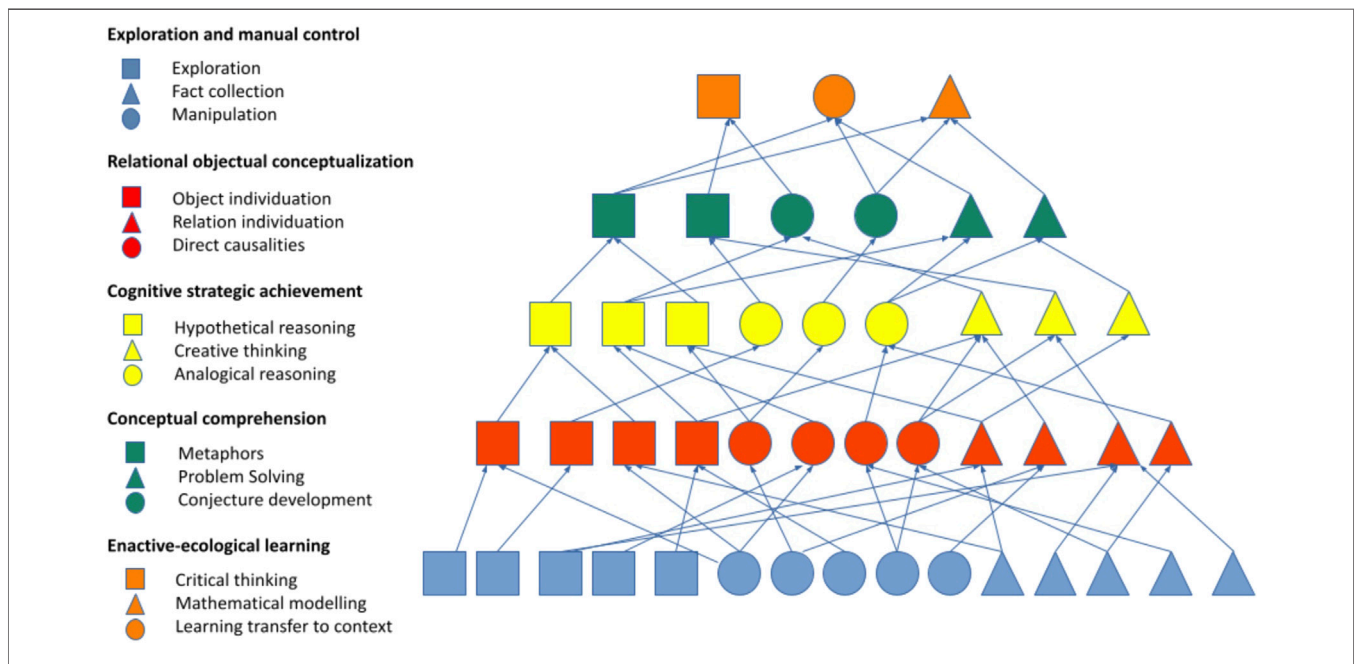 Exploration and manual control
Exploration
Fact collection
Manipulation
Relational objectual conceptualization
Object individuation
Relation individuation
Direct causalities
Cognitive strategic achievement
Hypothetical reasoning
Creative thinking
Analogical reasoning
Conceptual comprehension
Metaphors
Problem Solving
Conjecture development
Enactive-ecological learning
Critical thinking
Mathematical modelling
Learning transfer to context